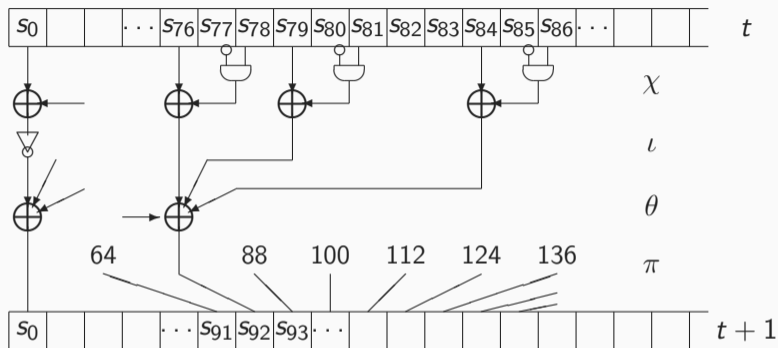 s0 ··· s76 s77 s78 s79 s80 s81 s82 s83 s84 s85 s86 ··· t
χ
ι
θ
64 88 100 112 124 136 π
s0 ··· s91 s92 s93 ··· t + 1